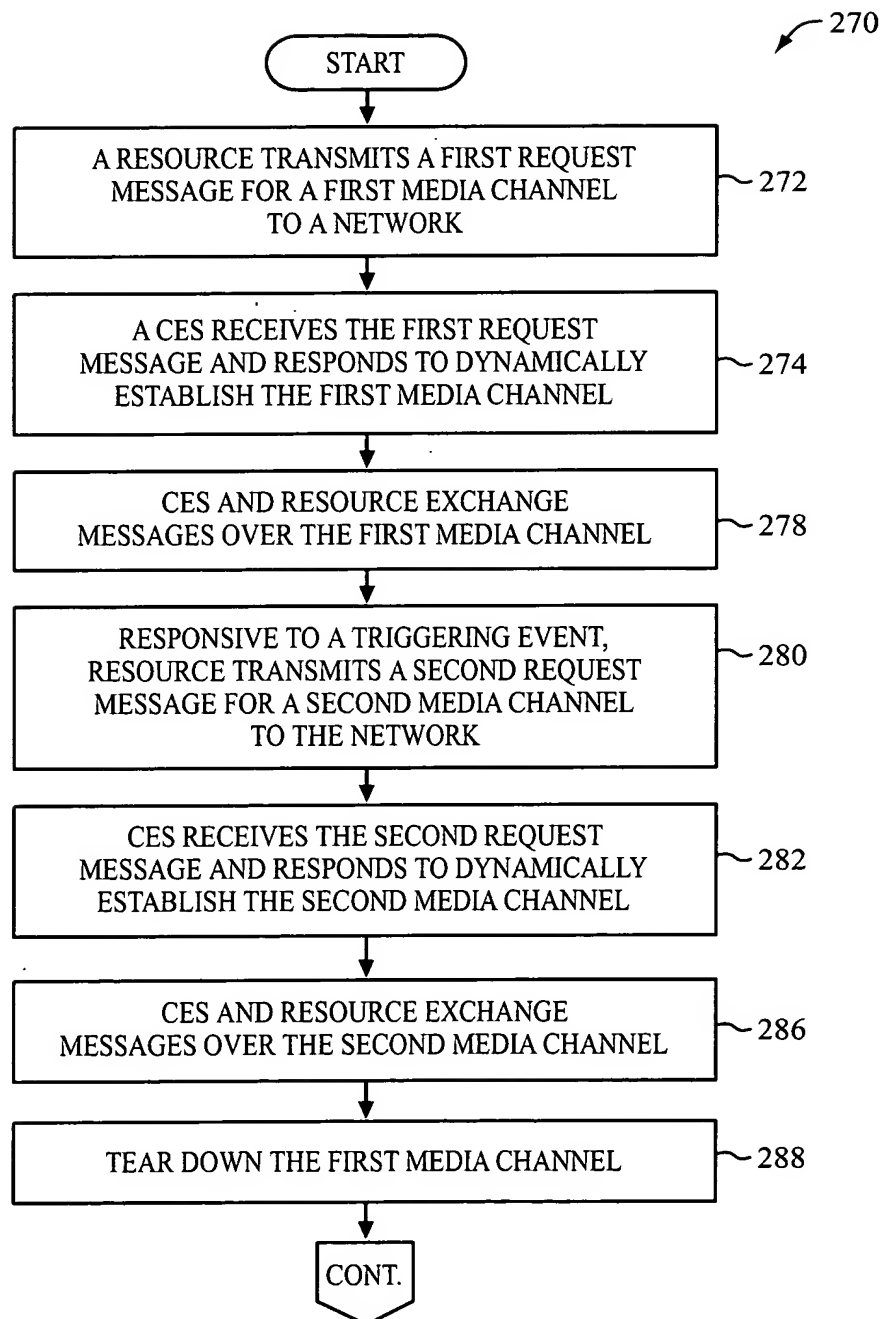 270
START
A RESOURCE TRANSMITS A FIRST REQUEST
MESSAGE FOR A FIRST MEDIA CHANNEL
TO A NETWORK
272
A CES RECEIVES THE FIRST REQUEST
MESSAGE AND RESPONDS TO DYNAMICALLY
ESTABLISH THE FIRST MEDIA CHANNEL
274
CES AND RESOURCE EXCHANGE
MESSAGES OVER THE FIRST MEDIA CHANNEL
278
RESPONSIVE TO A TRIGGERING EVENT,
RESOURCE TRANSMITS A SECOND REQUEST
MESSAGE FOR A SECOND MEDIA CHANNEL
TO THE NETWORK
280
CES RECEIVES THE SECOND REQUEST
MESSAGE AND RESPONDS TO DYNAMICALLY
ESTABLISH THE SECOND MEDIA CHANNEL
282
CES AND RESOURCE EXCHANGE
MESSAGES OVER THE SECOND MEDIA CHANNEL
286
TEAR DOWN THE FIRST MEDIA CHANNEL
288
CONT.